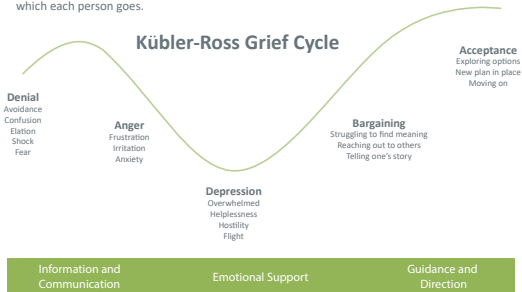 which each person goes.
Kübler-Ross Grief Cycle
Denial
Avoidance
Confusion
Elation
Shock
Fear
Anger
Frustration
Irritation
Anxiety
Depression
Overwhelmed
Helplessness
Hostility
Flight
Bargaining
Struggling to find meaning
Reaching out to others
Telling one's story
Acceptance
Exploring options
New plan in place
Moving on
Information and
Communication
Emotional Support
Guidance and
Direction